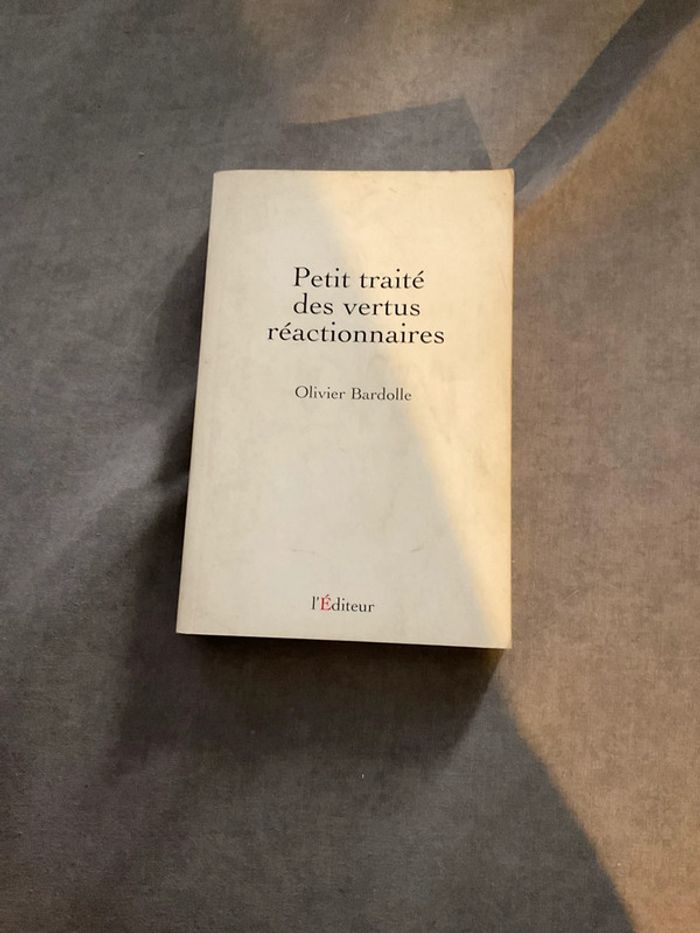 Petit traité
des vertus
réactionnaires
Olivier Bardolle
l'Éditeur